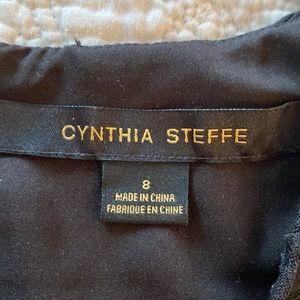 CYNTHIA STEFFE
8
MADE IN CHINA
FABRIQUE EN CHINE